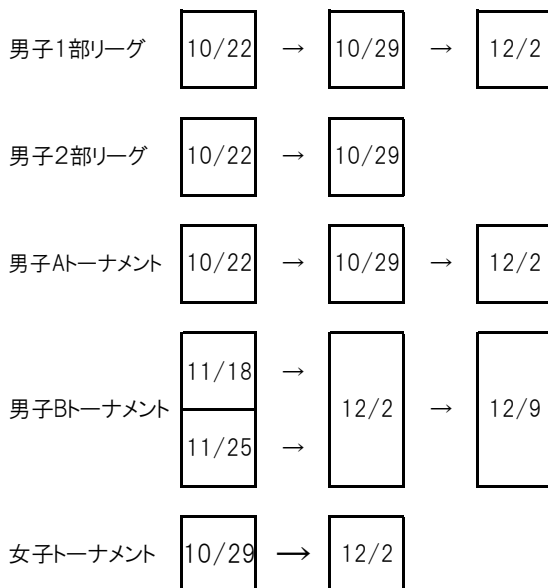 男子1部リーグ 10/22 → 10/29 → 12/2
男子2部リーグ 10/22 → 10/29
男子Aトーナメント 10/22 → 10/29 → 12/2
男子Bトーナメント 11/18 → 12/2 → 12/9
11/25 →
女子トーナメント 10/29 → 12/2